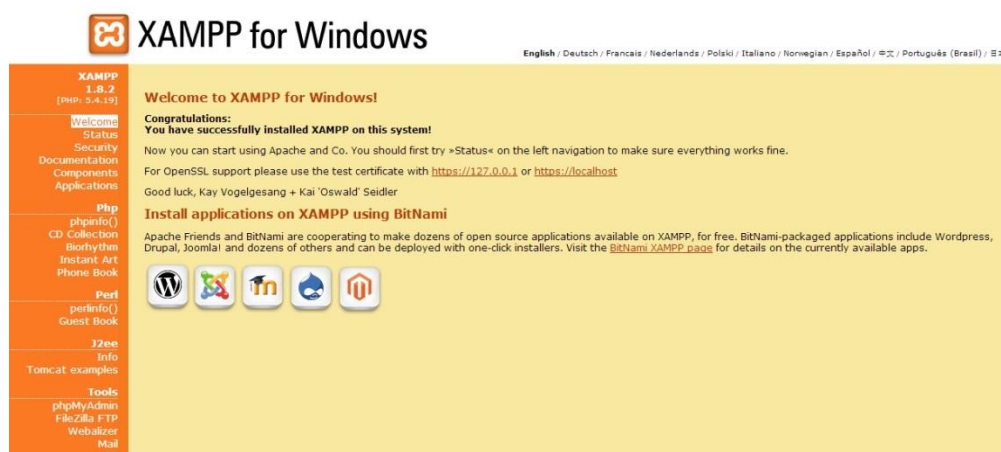 XAMPP for Windows
English / Deutsch / Francais / Nederlands / Polski / Italiano / Norwegian / Español / 中文 / Português (Brasil) / 日
XAMPP
1.8.2
[PHP: 5.4.19]
Welcome
Status
Security
Documentation
Components
Applications
Php
phpinfo()
CD Collection
Biorhythm
Instant Art
Phone Book
Perl
perlinfo()
Guest Book
J2ee
Info
Tomcat examples
Tools
phpMyAdmin
FileZilla FTP
Webalizer
Mail
Welcome to XAMPP for Windows!
Congratulations:
You have successfully installed XAMPP on this system!
Now you can start using Apache and Co. You should first try »Status« on the left navigation to make sure everything works fine.
For OpenSSL support please use the test certificate with https://127.0.0.1 or https://localhost
Good luck, Kay Vogelgesang + Kai 'Oswald' Seidler
Install applications on XAMPP using BitNami
Apache Friends and BitNami are cooperating to make dozens of open source applications available on XAMPP, for free. BitNami-packaged applications include Wordpress,
Drupal, Joomla! and dozens of others and can be deployed with one-click installers. Visit the BitNami XAMPP page for details on the currently available apps.